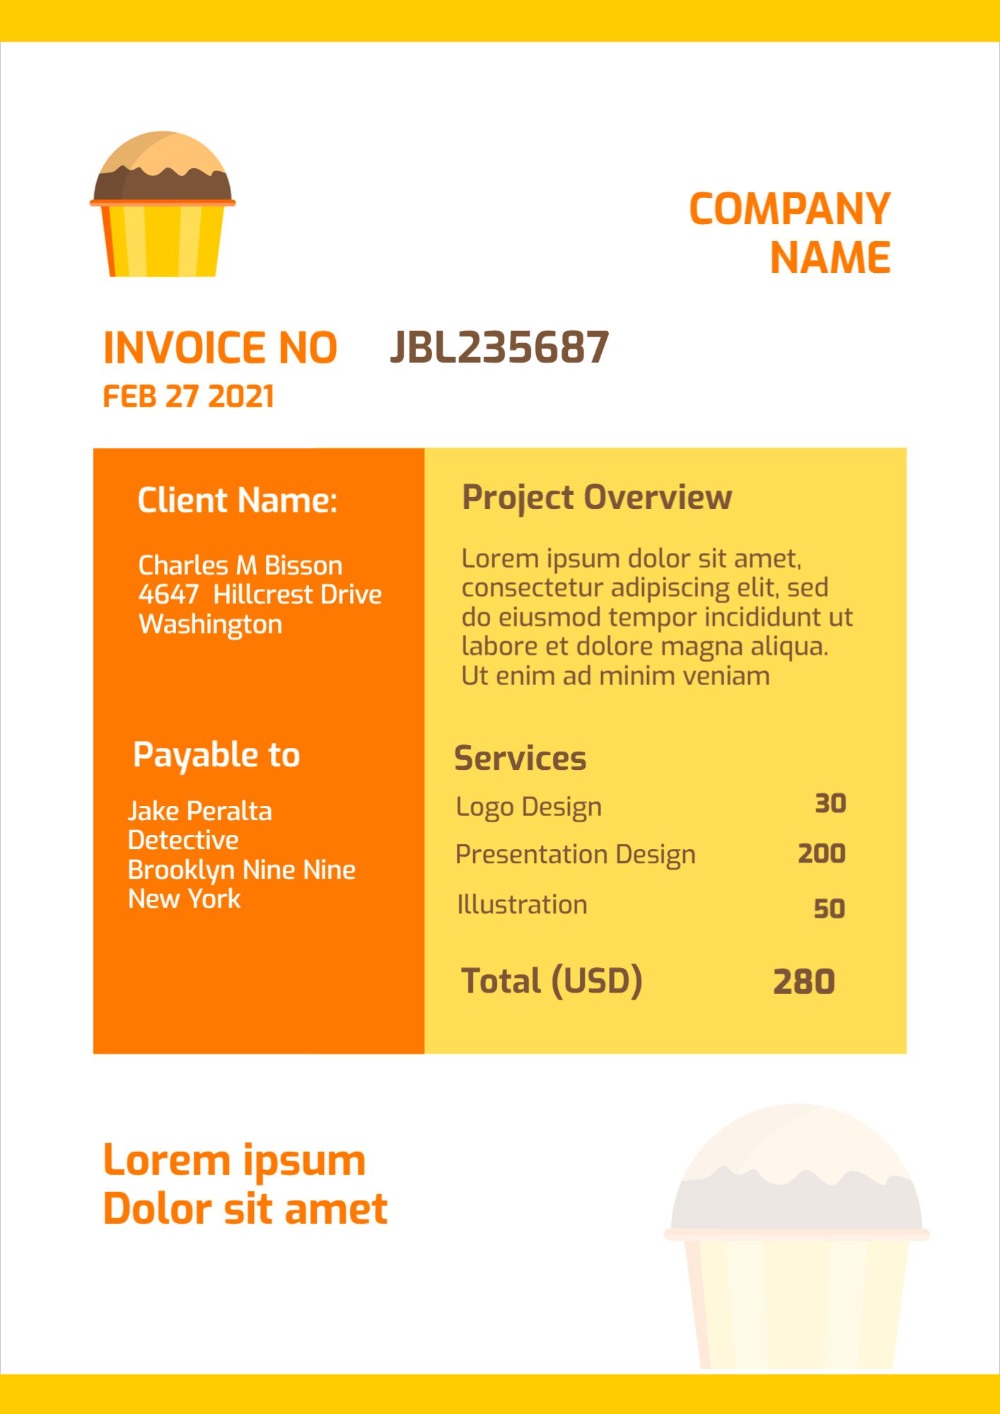 COMPANY
NAME
INVOICE NO JBL235687
FEB 27 2021
Client Name:
Charles M Bisson
4647 Hillcrest Drive
Washington
Payable to
Jake Peralta
Detective
Brooklyn Nine Nine
New York
Project Overview
Lorem ipsum dolor sit amet,
consectetur adipiscing elit, sed
do eiusmod tempor incididunt ut
labore et dolore magna aliqua.
Ut enim ad minim veniam
Services
Logo Design 30
Presentation Design 200
Illustration 50
Total (USD) 280
Lorem ipsum
Dolor sit amet